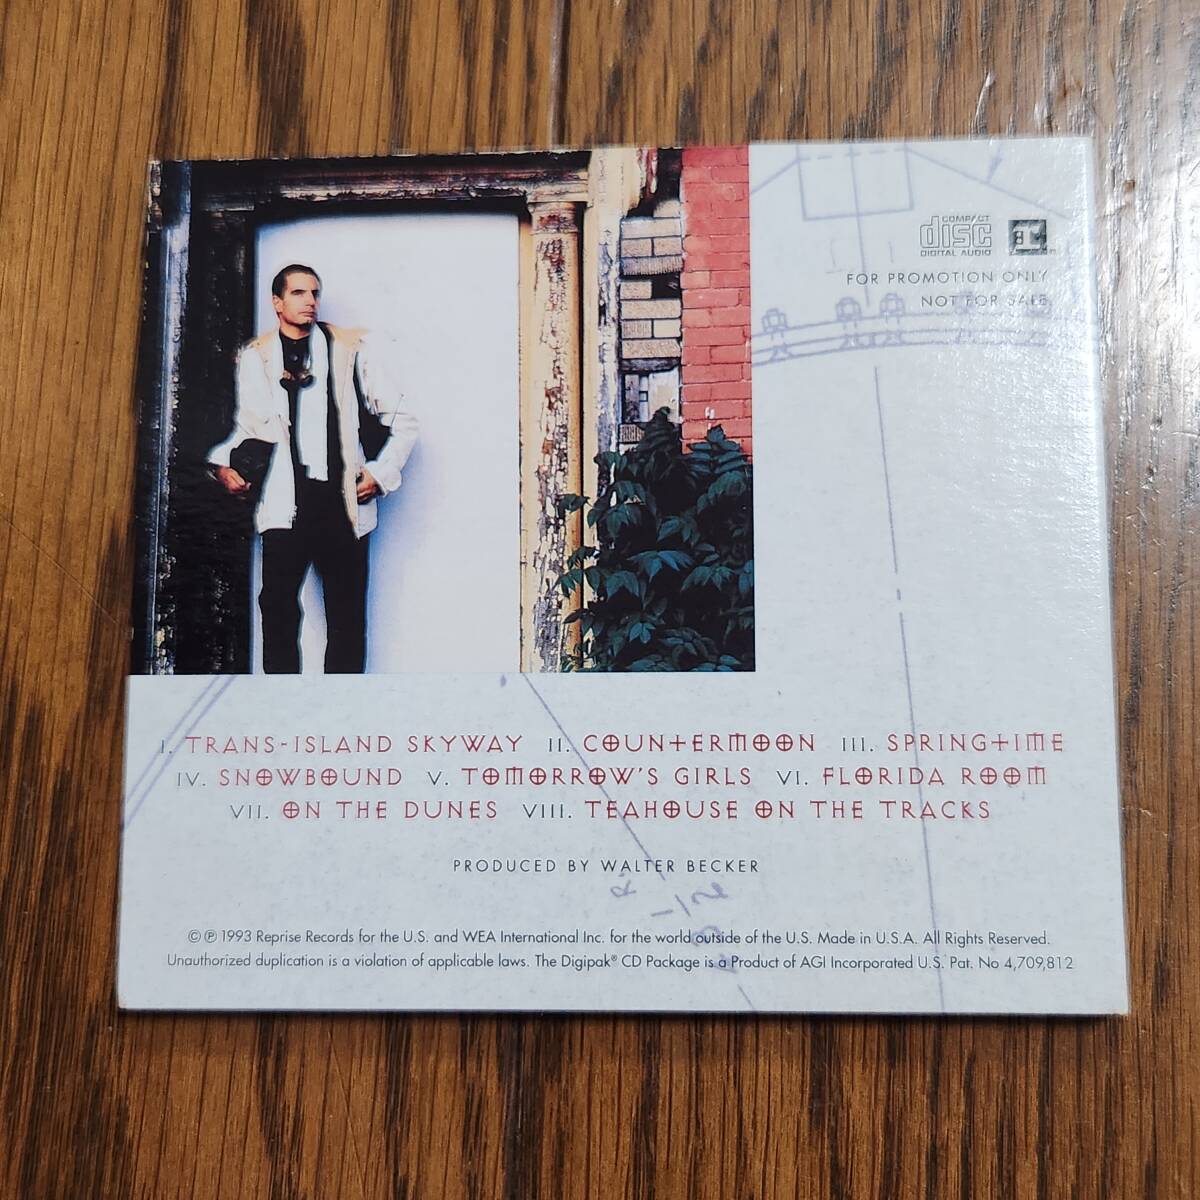 COMPACT
disc
DIGITAL AUDIO
FOR PROMOTION ONLY
NOT FOR SALE
I. TRANS-ISLAND SKYWAY II. COUNTERMOON III. SPRINGTIME
IV. SNOWBOUND V. TOMORROW'S GIRLS VI. FLORIDA ROOM
VII. ON THE DUNES VIII. TEAHOUSE ON THE TRACKS
PRODUCED BY WALTER BECKER
© ℗ 1993 Reprise Records for the U.S. and WEA International Inc. for the world outside of the U.S. Made in U.S.A. All Rights Reserved.
Unauthorized duplication is a violation of applicable laws. The Digipak® CD Package is a Product of AGI Incorporated U.S. Pat. No 4,709,812